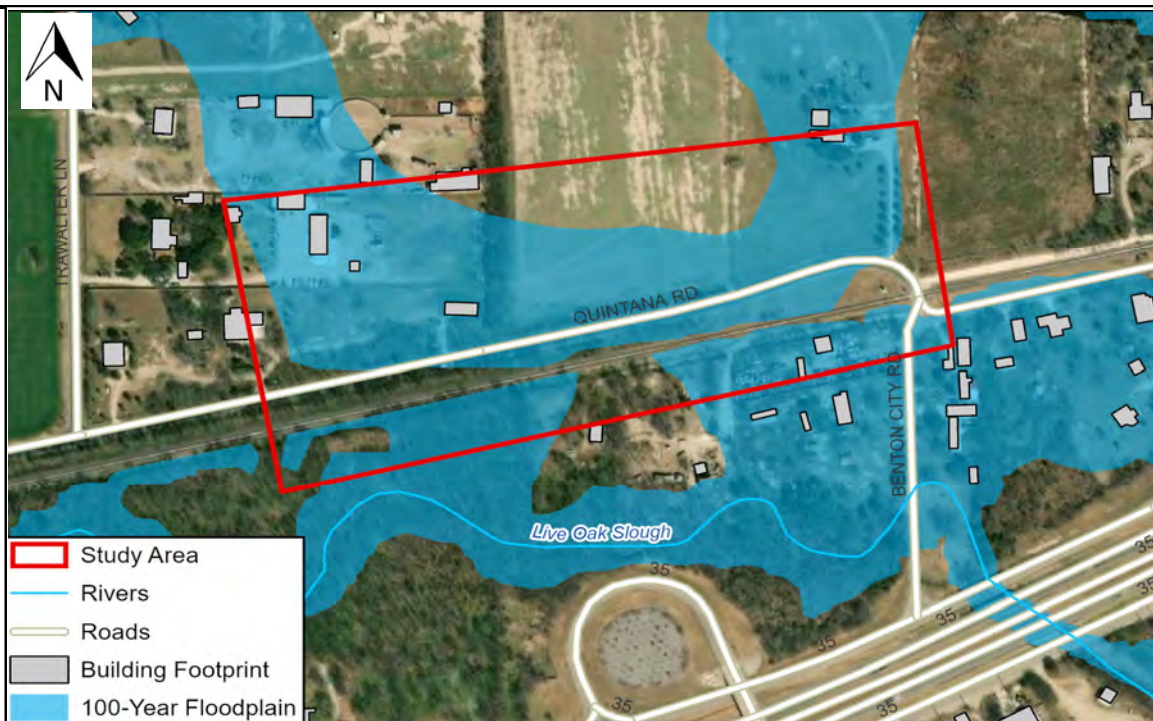 N
TRAWALTER LN
QUINTANA RD
BENTON CITY RD
Live Oak Slough
35
35
35
35
35
35
Study Area
Rivers
Roads
Building Footprint
100-Year Floodplain